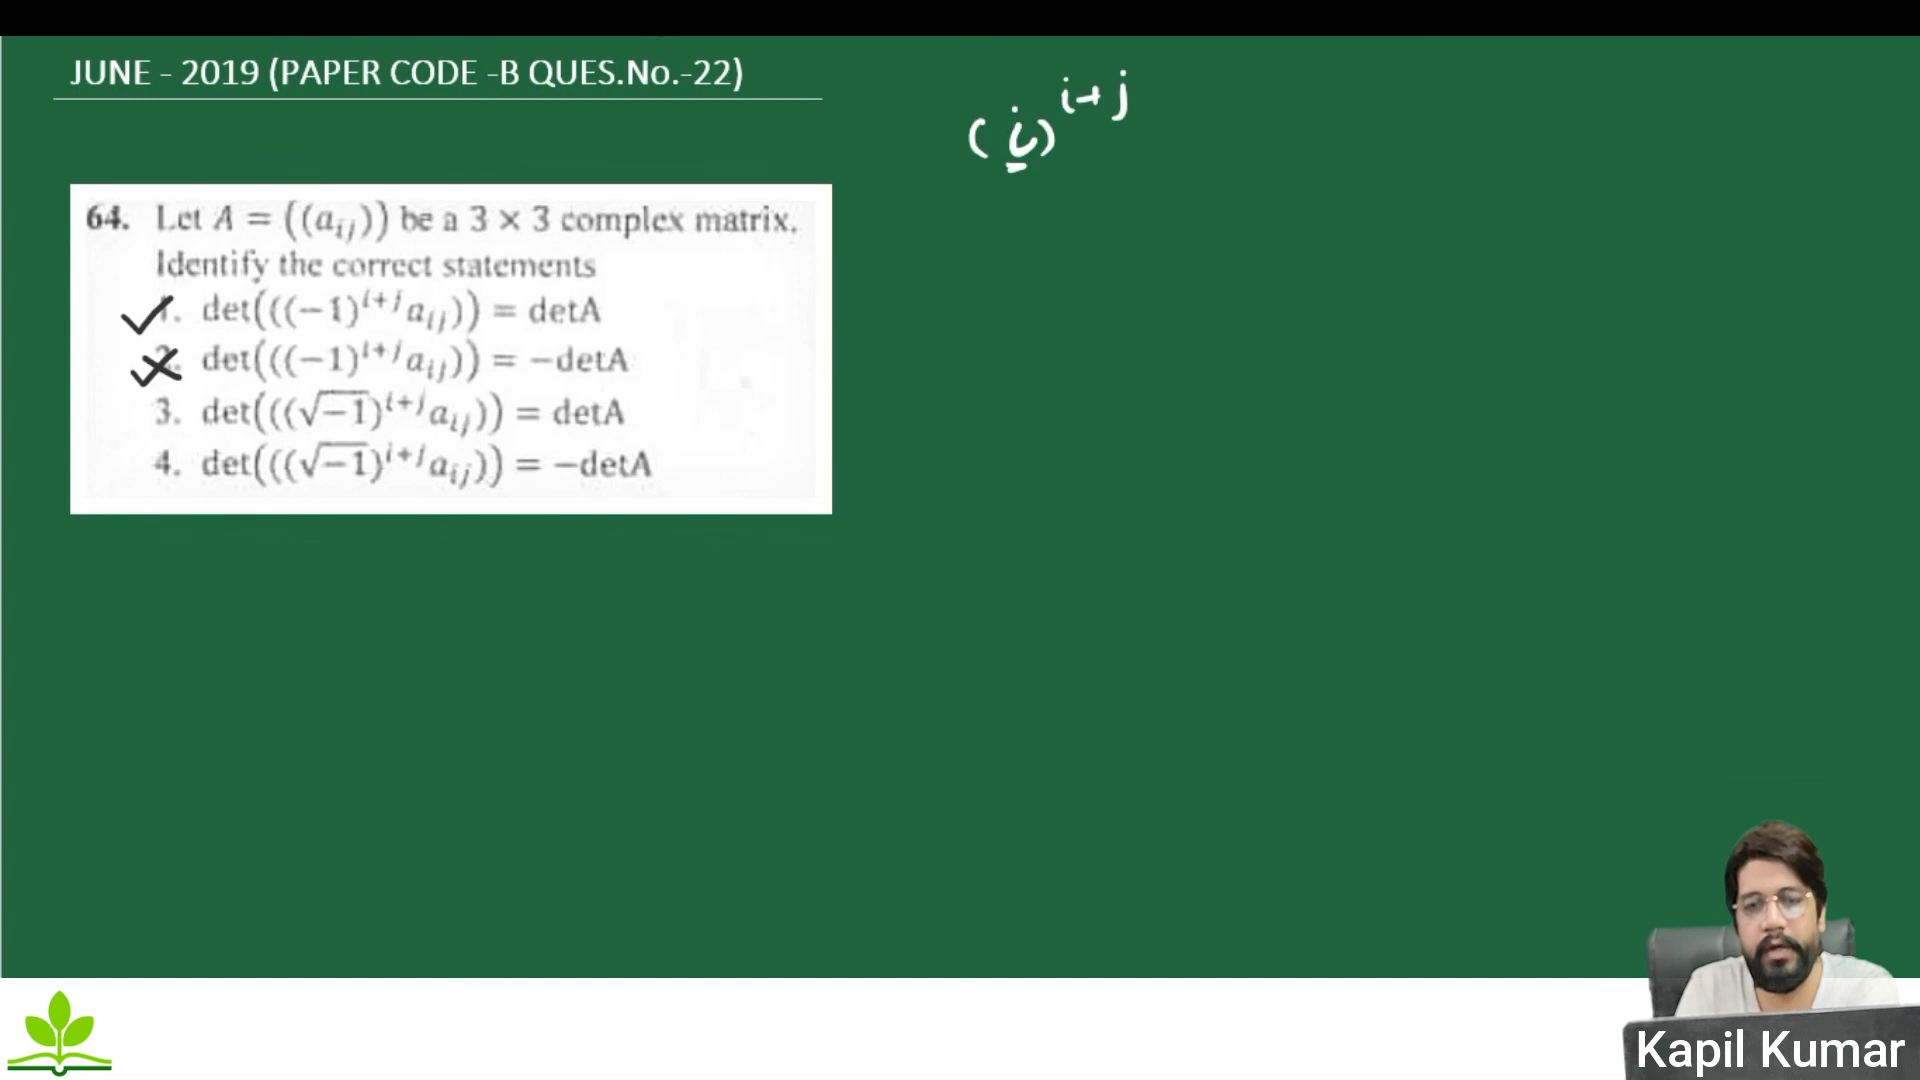 JUNE - 2019 (PAPER CODE -B QUES.No.-22)
(i)^{i+j}
64. Let A = ((a_{ij})) be a 3 × 3 complex matrix.
Identify the correct statements
1. det(((−1)^{i+j} a_{ij})) = detA
2. det(((−1)^{i+j} a_{ij})) = −detA
3. det(((√−1)^{i+j} a_{ij})) = detA
4. det(((√−1)^{i+j} a_{ij})) = −detA
Kapil Kumar